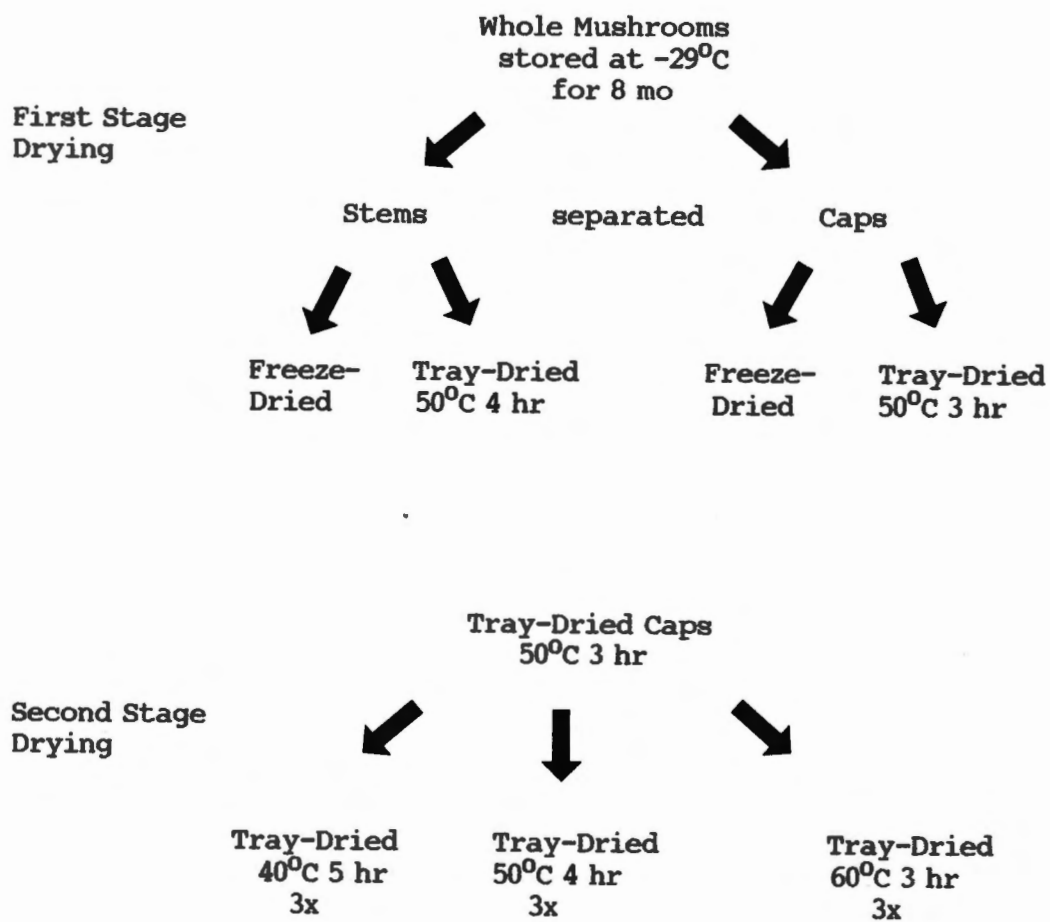 Whole Mushrooms
stored at -29°C
for 8 mo
First Stage
Drying
Stems separated Caps
Freeze-
Dried
Tray-Dried
50°C 4 hr
Freeze-
Dried
Tray-Dried
50°C 3 hr
Tray-Dried Caps
50°C 3 hr
Second Stage
Drying
Tray-Dried
40°C 5 hr
3x
Tray-Dried
50°C 4 hr
3x
Tray-Dried
60°C 3 hr
3x